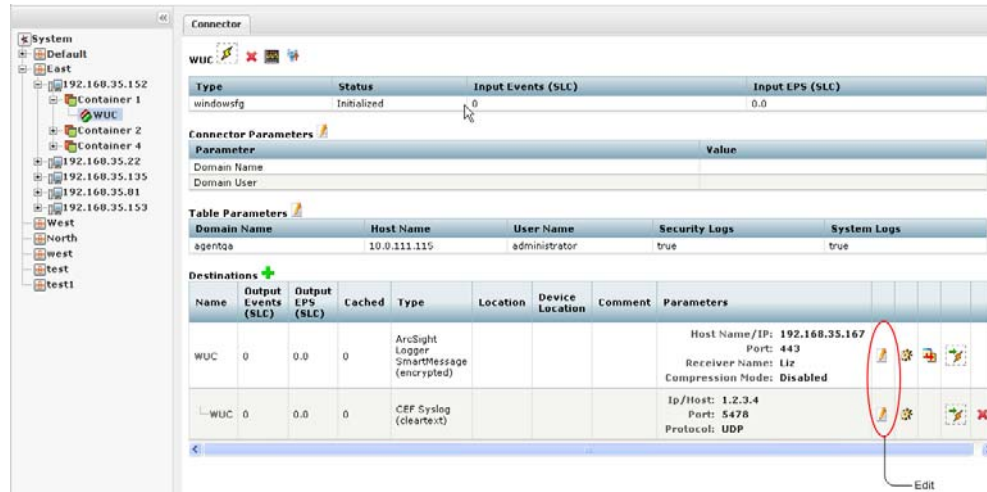 System
Default
East
192.168.35.152
Container 1
WUC
Container 2
Container 4
192.168.35.22
192.168.35.135
192.168.35.81
192.168.35.153
West
North
west
test
test1
Connector
WUC
Type Status Input Events (SLC) Input EPS (SLC)
windowsfg Initialized 0 0.0
Connector Parameters
Parameter Value
Domain Name
Domain User
Table Parameters
Domain Name Host Name User Name Security Logs System Logs
agentqa 10.0.111.115 administrator true true
Destinations
Name Output Events (SLC) Output EPS (SLC) Cached Type Location Device Location Comment Parameters
WUC 0 0.0 0 ArcSight Logger SmartMessage (encrypted)
Host Name/IP: 192.168.35.167
Port: 443
Receiver Name: Liz
Compression Mode: Disabled
WUC 0 0.0 0 CEF Syslog (cleartext)
Ip/Host: 1.2.3.4
Port: 5478
Protocol: UDP
Edit